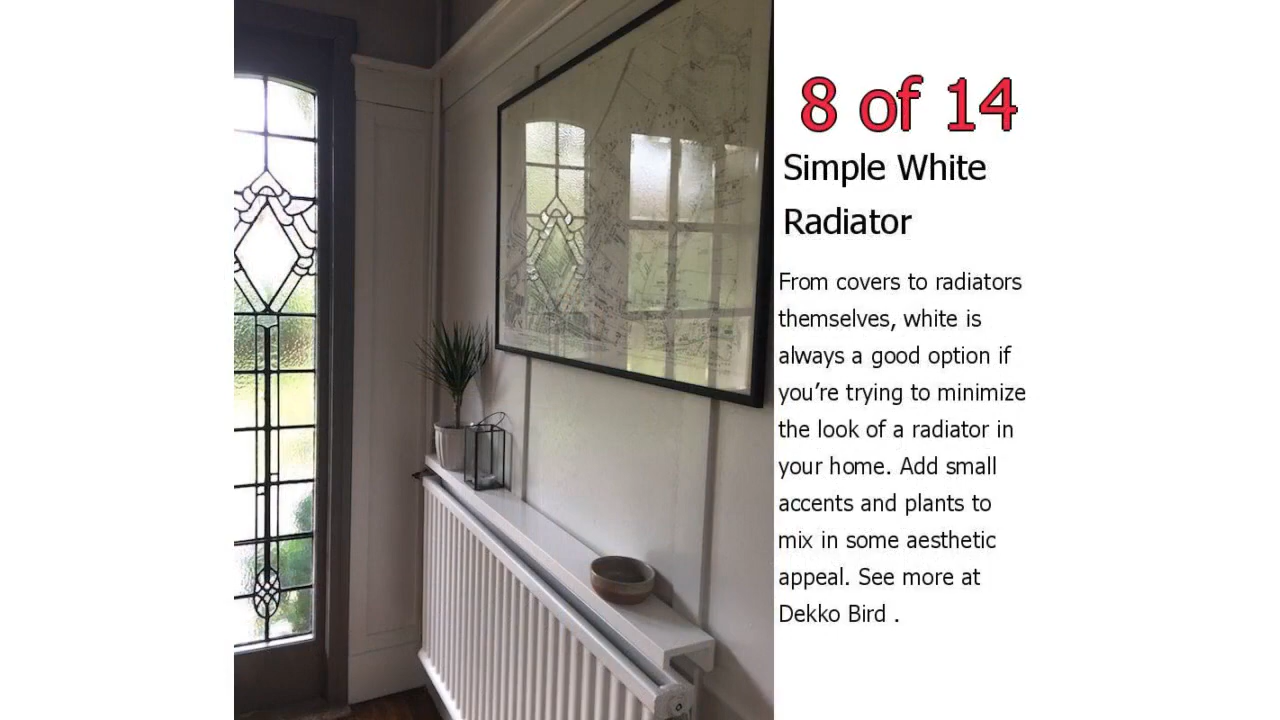 8 of 14
Simple White
Radiator
From covers to radiators
themselves, white is
always a good option if
you’re trying to minimize
the look of a radiator in
your home. Add small
accents and plants to
mix in some aesthetic
appeal. See more at
Dekko Bird .